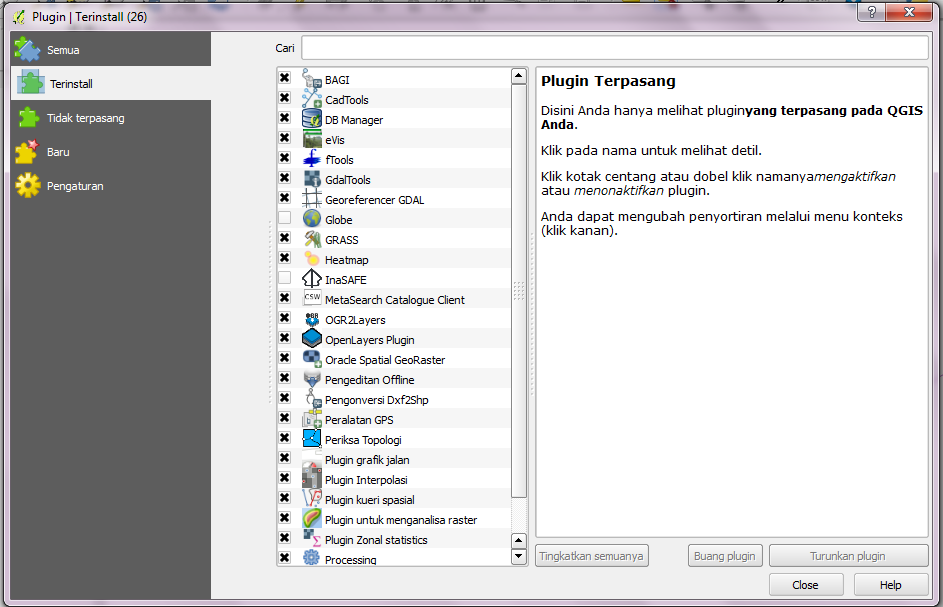 Plugin | Terinstall (26)
Semua
Terinstall
Tidak terpasang
Baru
Pengaturan
Cari
BAGI
CadTools
DB Manager
eVis
fTools
GdalTools
Georeferencer GDAL
Globe
GRASS
Heatmap
InaSAFE
CSW MetaSearch Catalogue Client
OGR2Layers
OpenLayers Plugin
Oracle Spatial GeoRaster
Pengeditan Offline
Pengonversi Dxf2Shp
Peralatan GPS
Periksa Topologi
Plugin grafik jalan
Plugin Interpolasi
Plugin kueri spasial
Plugin untuk menganalisa raster
Plugin Zonal statistics
Processing
Plugin Terpasang
Disini Anda hanya melihat pluginyang terpasang pada QGIS
Anda.
Klik pada nama untuk melihat detil.
Klik kotak centang atau dobel klik namanyamengaktifkan
atau menonaktifkan plugin.
Anda dapat mengubah penyortiran melalui menu konteks
(klik kanan).
Tingkatkan semuanya
Buang plugin
Turunkan plugin
Close
Help